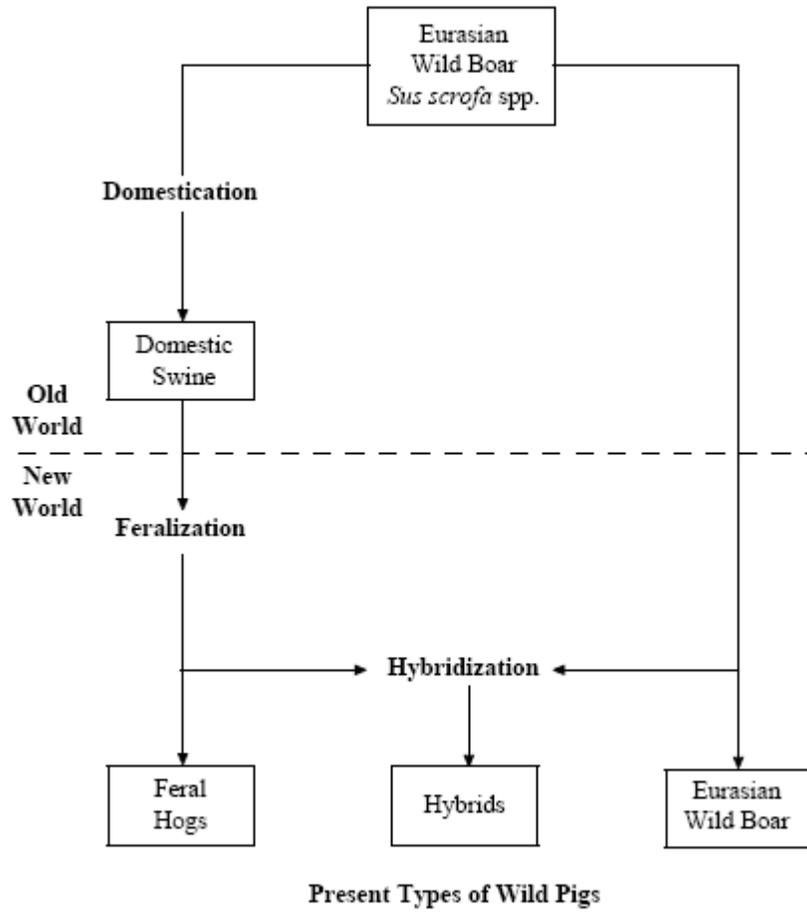 Eurasian
Wild Boar
Sus scrofa spp.
Domestication
Domestic
Swine
Old
World
New
World
Feralization
Hybridization
Feral
Hogs
Hybrids
Eurasian
Wild Boar
Present Types of Wild Pigs